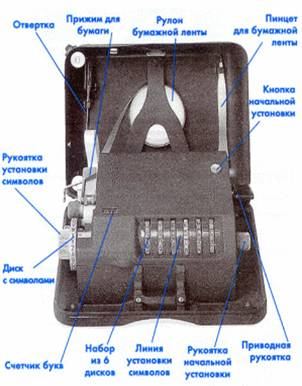 Отвертка
Прижим для
бумаги
Рулон
бумажной ленты
Пинцет
для бумажной
ленты
Кнопка
начальной
установки
Рукоятка
установки
символов
Диск
с символами
Счетчик букв
Набор
из 6
дисков
Линия
установки
символов
Рукоятка
начальной
установки
Приводная
рукоятка